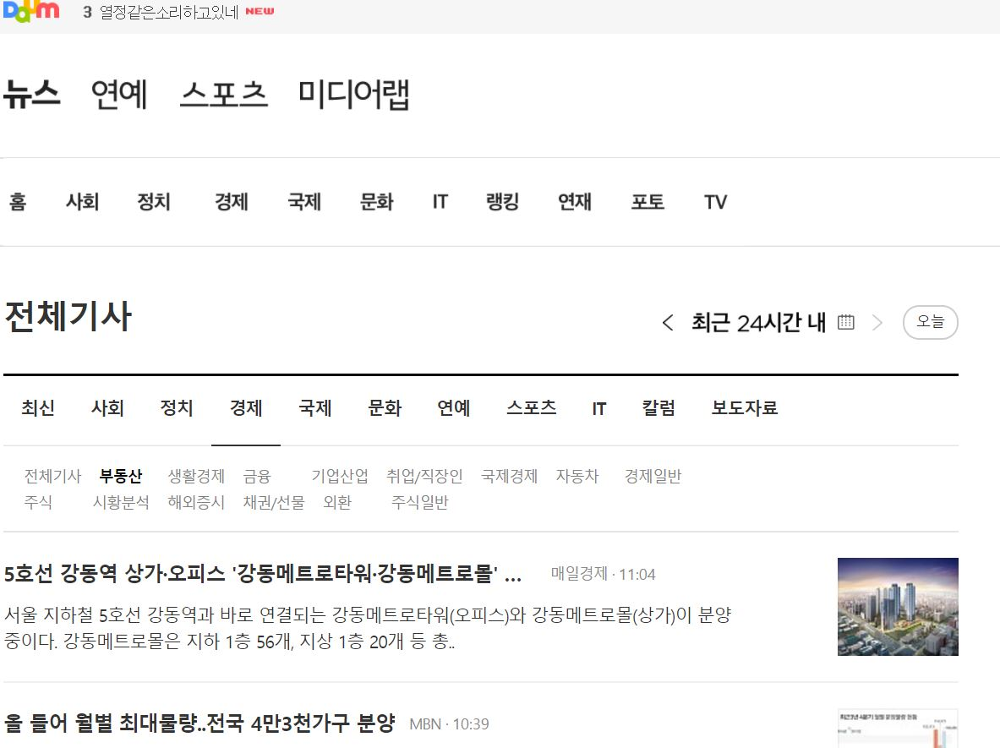 Daum 3 열정같은소리하고있네 NEW
뉴스 연예 스포츠 미디어랩
홈 사회 정치 경제 국제 문화 IT 랭킹 연재 포토 TV
전체기사 최근 24시간 내 오늘
최신 사회 정치 경제 국제 문화 연예 스포츠 IT 칼럼 보도자료
전체기사 부동산 생활경제 금융 기업산업 취업/직장인 국제경제 자동차 경제일반
주식 시황분석 해외증시 채권/선물 외환 주식일반
5호선 강동역 상가·오피스 '강동메트로타워·강동메트로몰' ... 매일경제 · 11:04
서울 지하철 5호선 강동역과 바로 연결되는 강동메트로타워(오피스)와 강동메트로몰(상가)이 분양
중이다. 강동메트로몰은 지하 1층 56개, 지상 1층 20개 등 총..
올 들어 월별 최대물량..전국 4만3천가구 분양 MBN · 10:39